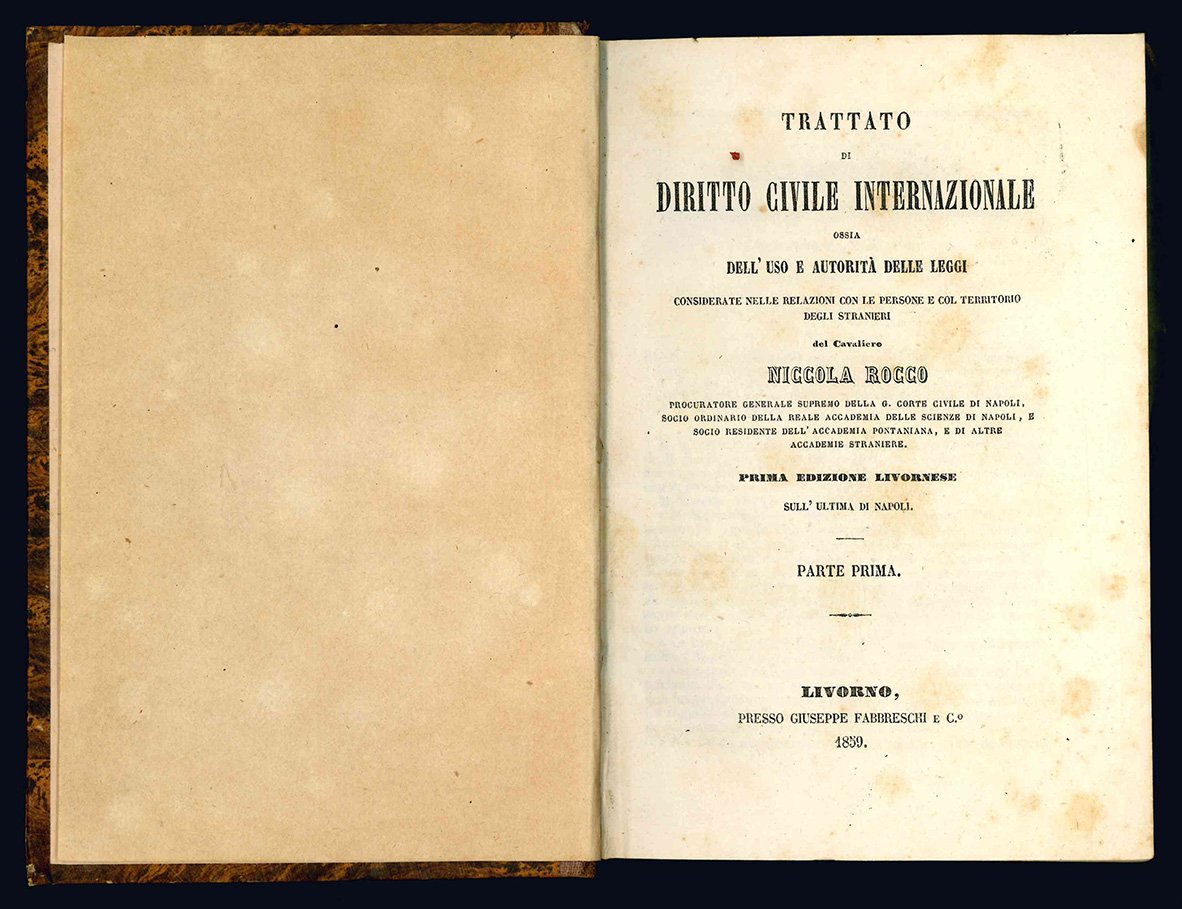 TRATTATO
DI
DIRITTO CIVILE INTERNAZIONALE
OSSIA
DELL' USO E AUTORITÀ DELLE LEGGI
CONSIDERATE NELLE RELAZIONI CON LE PERSONE E COL TERRITORIO
DEGLI STRANIERI
del Cavaliero
NICCOLA ROCCO
PROCURATORE GENERALE SUPREMO DELLA G. CORTE CIVILE DI NAPOLI,
SOCIO ORDINARIO DELLA REALE ACCADEMIA DELLE SCIENZE DI NAPOLI, E
SOCIO RESIDENTE DELL' ACCADEMIA PONTANIANA, E DI ALTRE
ACCADEMIE STRANIERE.
PRIMA EDIZIONE LIVORNESE
SULL' ULTIMA DI NAPOLI.
PARTE PRIMA.
LIVORNO,
PRESSO GIUSEPPE FABBRESCHI E C.º
1859.